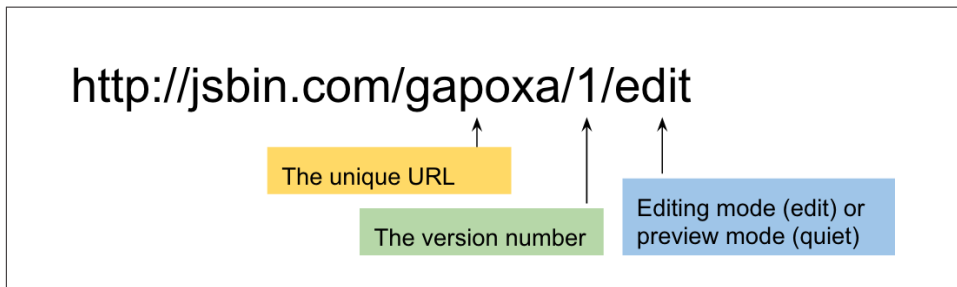 http://jsbin.com/gapoxa/1/edit
The unique URL
The version number
Editing mode (edit) or
preview mode (quiet)